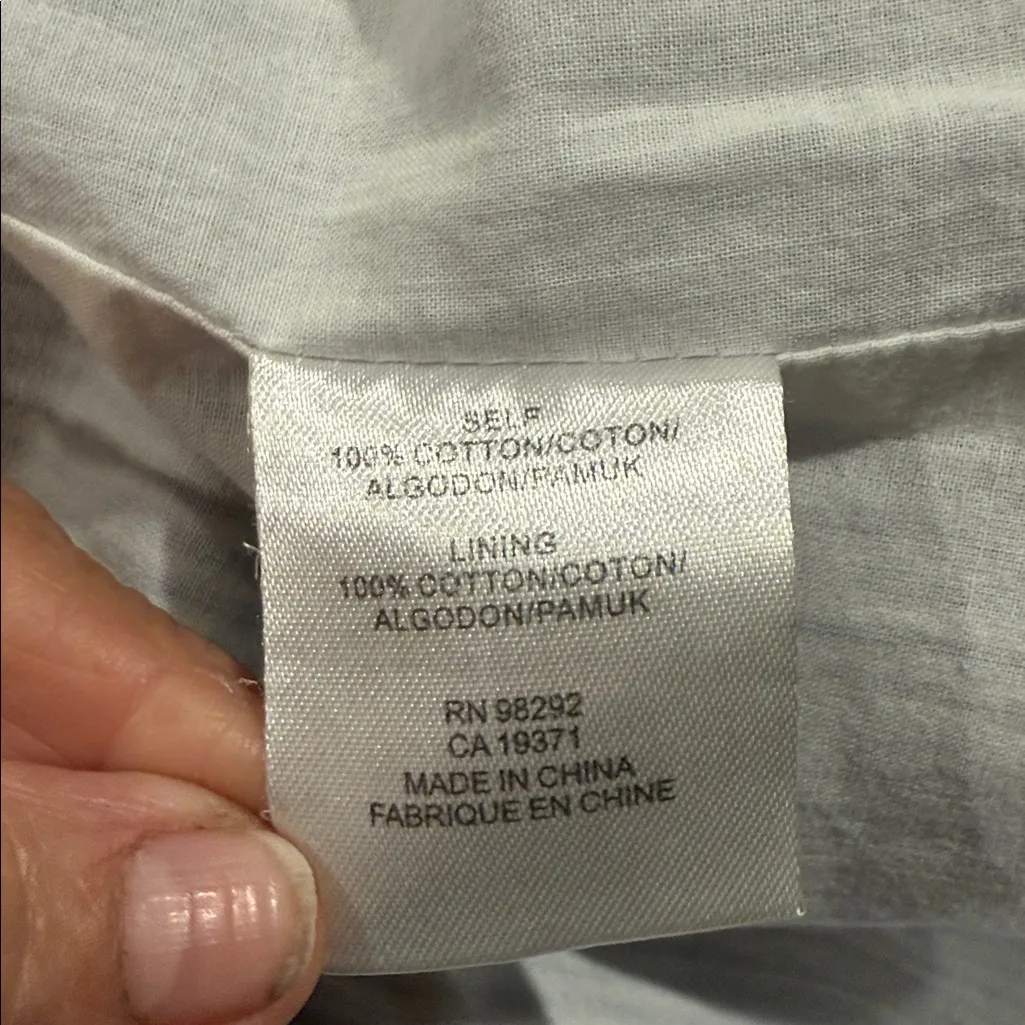 SELF
100% COTTON/COTON/
ALGODON/PAMUK
LINING
100% COTTON/COTON/
ALGODON/PAMUK
RN 98292
CA 19371
MADE IN CHINA
FABRIQUE EN CHINE